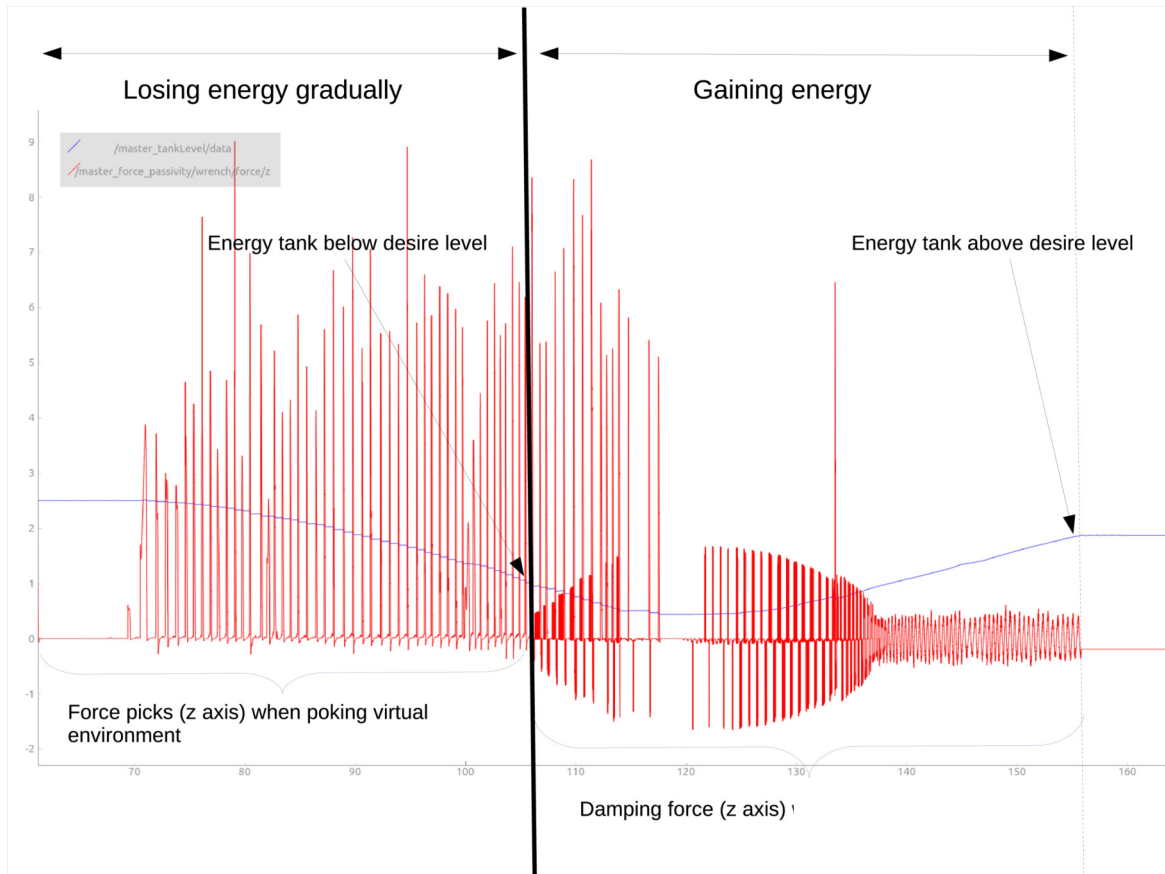 Losing energy gradually
Gaining energy
9
/master_tankLevel/data
/master_force_passivity/wrench/force/z
8
7
Energy tank below desire level
Energy tank above desire level
6
5
4
3
2
1
0
-1
Force picks (z axis) when poking virtual
environment
-2
70 80 90 100 110 120 130 140 150 160
Damping force (z axis)